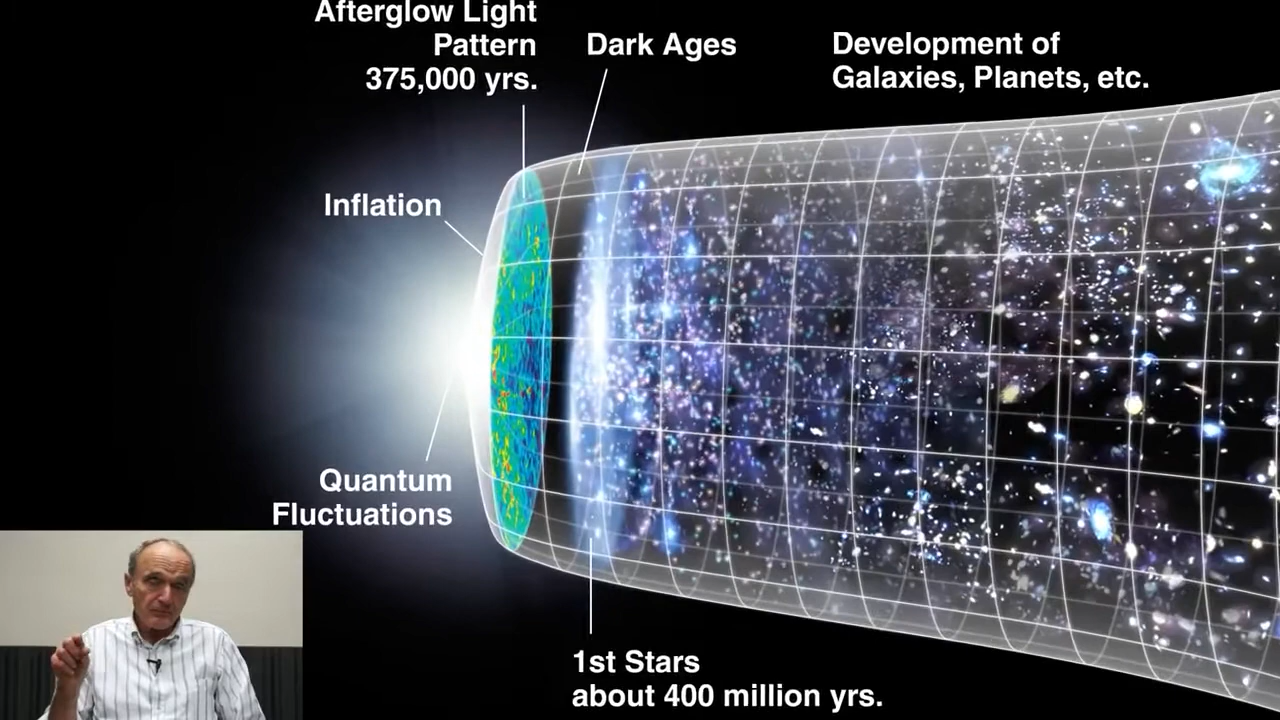 Afterglow Light
Pattern
375,000 yrs.
Dark Ages
Development of
Galaxies, Planets, etc.
Inflation
Quantum
Fluctuations
1st Stars
about 400 million yrs.